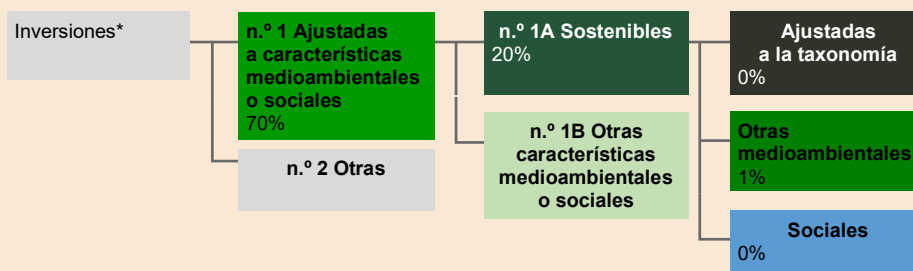 Inversiones*
n.º 1 Ajustadas
a características
medioambientales
o sociales
70%
n.º 2 Otras
n.º 1A Sostenibles
20%
n.º 1B Otras
características
medioambientales
o sociales
Ajustadas
a la taxonomía
0%
Otras
medioambientales
1%
Sociales
0%